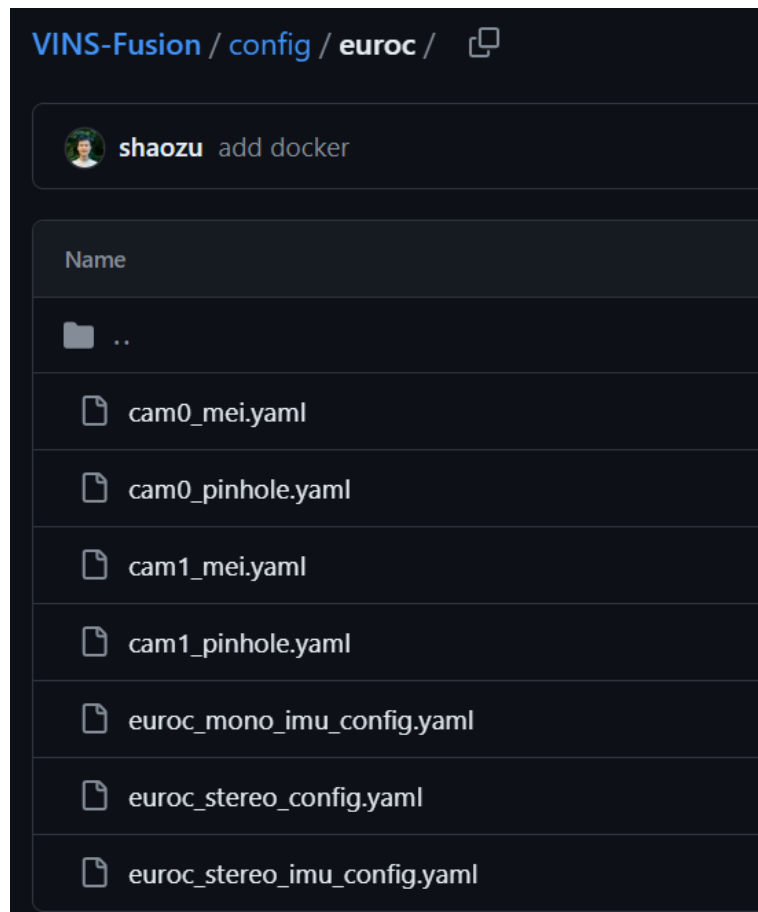 VINS-Fusion / config / euroc /
shaozu add docker
Name
..
cam0_mei.yaml
cam0_pinhole.yaml
cam1_mei.yaml
cam1_pinhole.yaml
euroc_mono_imu_config.yaml
euroc_stereo_config.yaml
euroc_stereo_imu_config.yaml